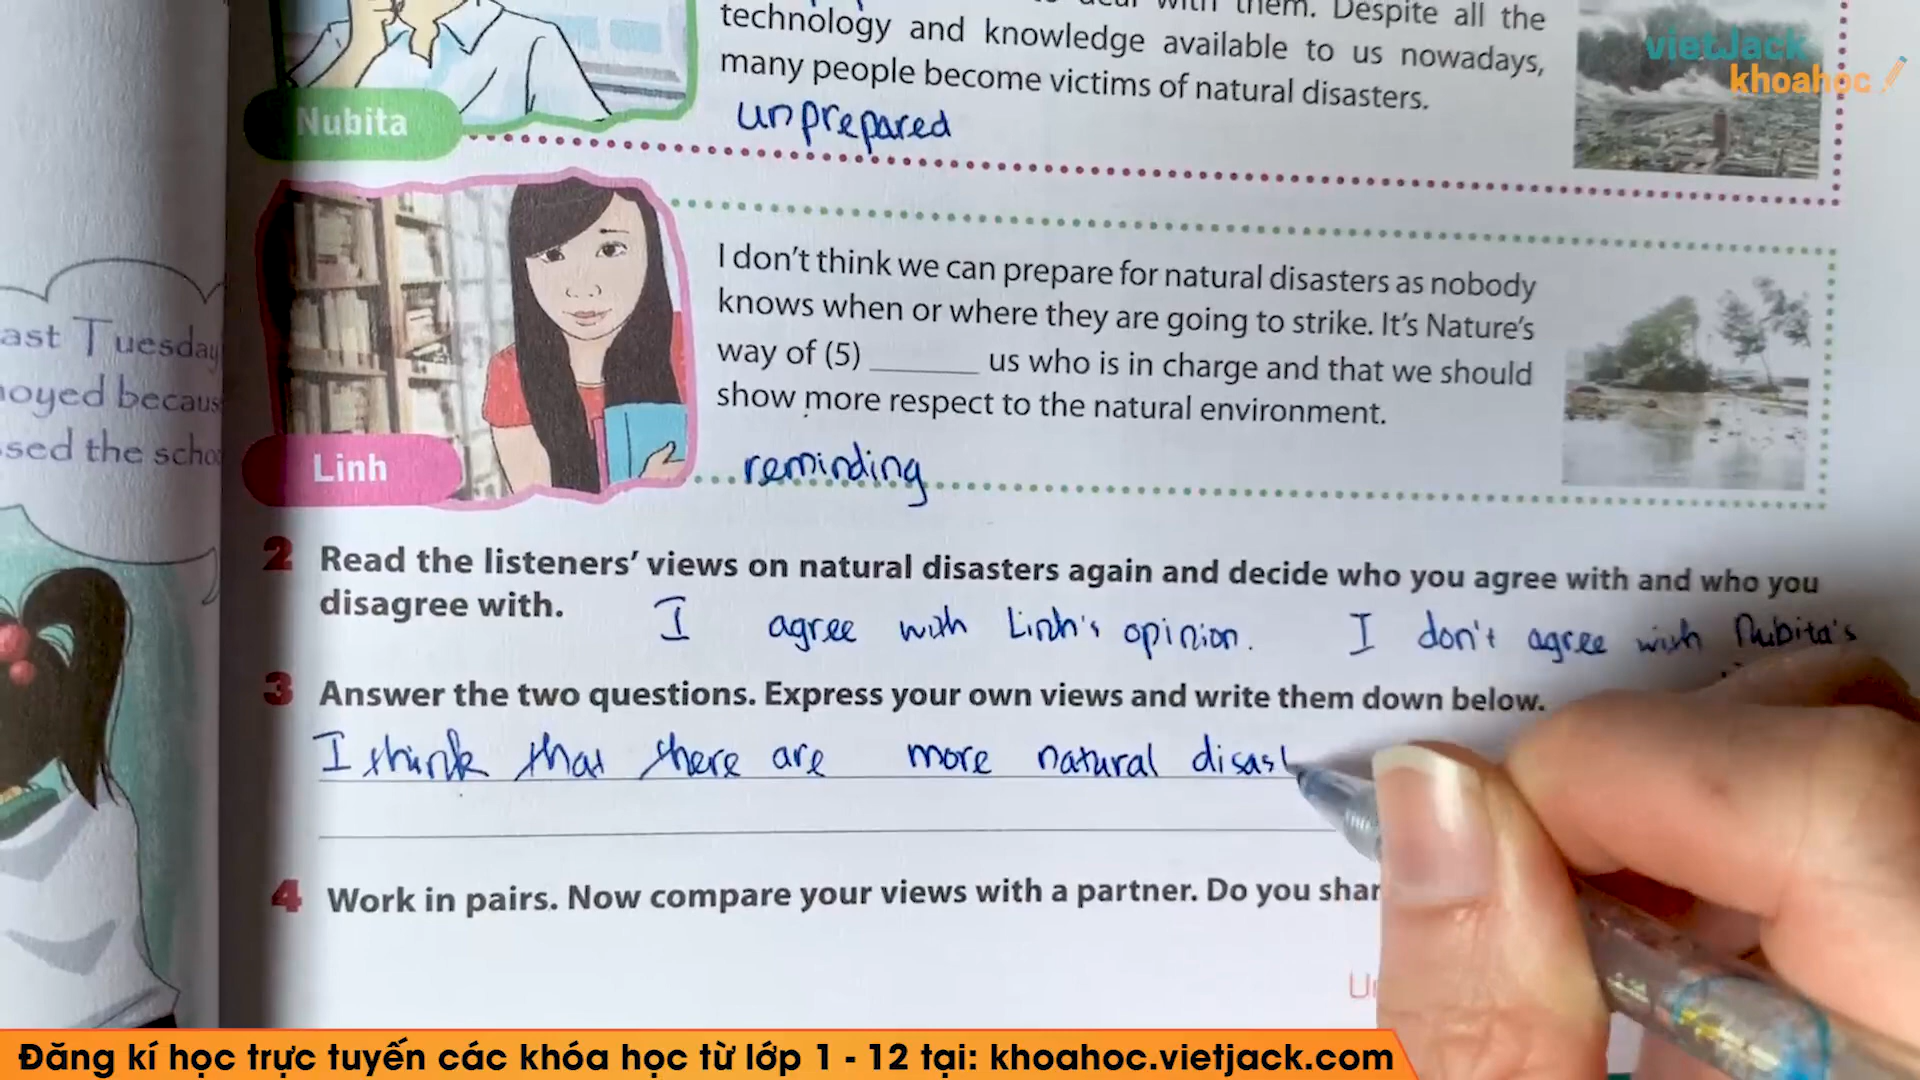 with them. Despite all the
technology and knowledge available to us nowadays,
many people become victims of natural disasters.
vietJack
khoahoc
Nubita
unprepared
I don't think we can prepare for natural disasters as nobody
knows when or where they are going to strike. It's Nature's
way of (5) ________ us who is in charge and that we should
show more respect to the natural environment.
Linh
reminding
ast Tuesday
oyed becaus
sed the scho
2 Read the listeners' views on natural disasters again and decide who you agree with and who you
disagree with.
I agree with Linh's opinion. I don't agree with Nubita's
3 Answer the two questions. Express your own views and write them down below.
I think that there are more natural disast
4 Work in pairs. Now compare your views with a partner. Do you shar
Đăng kí học trực tuyến các khóa học từ lớp 1 - 12 tại: khoahoc.vietjack.com